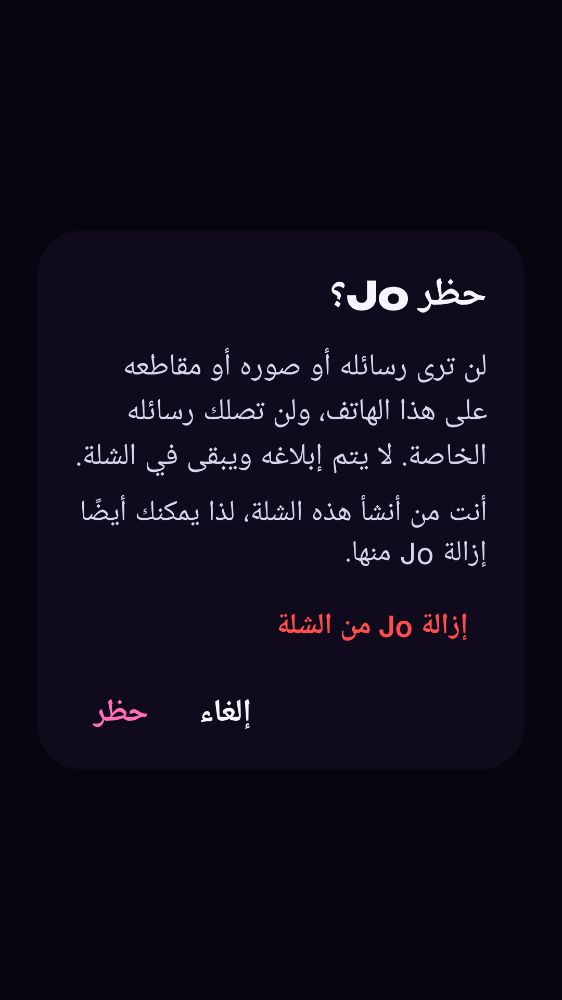 حظر Jo؟
لن ترى رسائله أو صوره أو مقاطعه
على هذا الهاتف، ولن تصلك رسائله
الخاصة. لا يتم إبلاغه ويبقى في الشلة.
أنت من أنشأ هذه الشلة، لذا يمكنك أيضًا
إزالة Jo منها.
إزالة Jo من الشلة
إلغاء
حظر